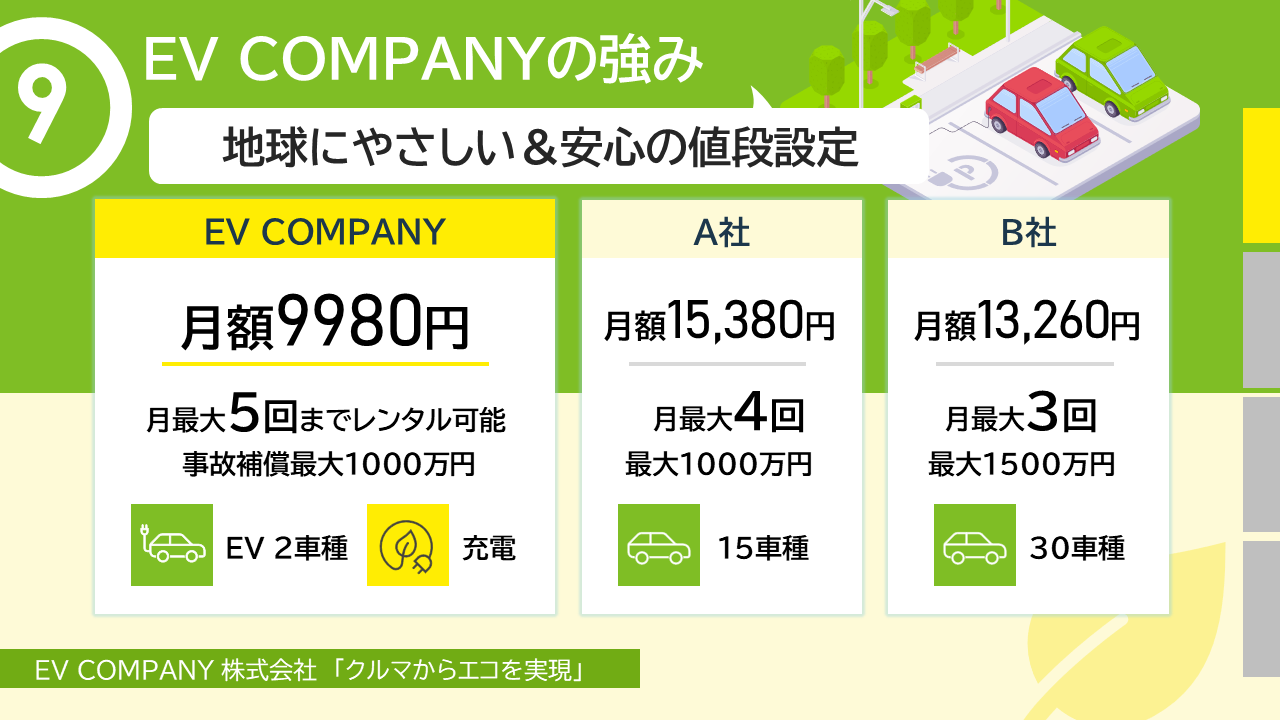 9
EV COMPANYの強み
地球にやさしい＆安心の値段設定
P
EV COMPANY
月額9980円
月最大5回までレンタル可能
事故補償最大1000万円
EV 2車種
充電
A社
月額15,380円
月最大4回
最大1000万円
15車種
B社
月額13,260円
月最大3回
最大1500万円
30車種
EV COMPANY 株式会社 「クルマからエコを実現」